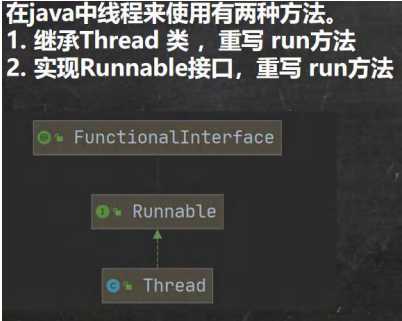 在java中线程来使用有两种方法。
1. 继承Thread 类 ，重写 run方法
2. 实现Runnable接口，重写 run方法
FunctionalInterface
Runnable
Thread